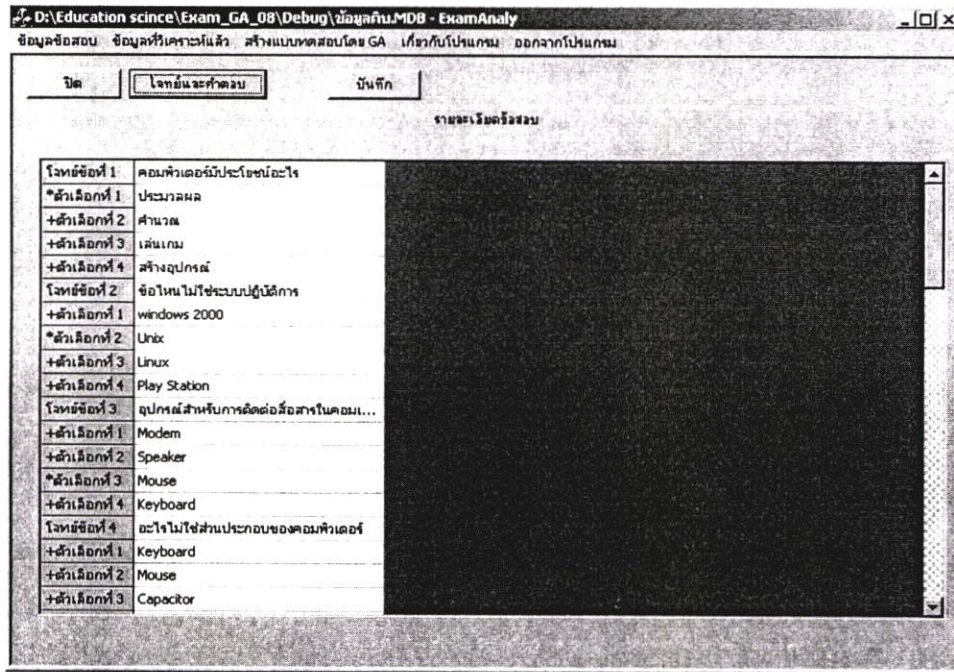 D:\Education scince\Exam_GA_08\Debug\ข้อมูลดิบ.MDB - ExamAnaly
ข้อมูลข้อสอบ ข้อมูลที่วิเคราะห์แล้ว สร้างแบบทดสอบโดย GA เกี่ยวกับโปรแกรม ออกจากโปรแกรม
ปิด โจทย์และคำตอบ บันทึก
รายละเอียดข้อสอบ
โจทย์ข้อที่ 1 คอมพิวเตอร์มีประโยชน์อะไร
*ตัวเลือกที่ 1 ประมวลผล
+ตัวเลือกที่ 2 คำนวณ
+ตัวเลือกที่ 3 เล่นเกม
+ตัวเลือกที่ 4 สร้างอุปกรณ์
โจทย์ข้อที่ 2 ข้อไหนไม่ใช่ระบบปฎิบัติการ
+ตัวเลือกที่ 1 windows 2000
*ตัวเลือกที่ 2 Unix
+ตัวเลือกที่ 3 Linux
+ตัวเลือกที่ 4 Play Station
โจทย์ข้อที่ 3 อุปกรณ์สำหรับการติดต่อสื่อสารในคอมเ...
+ตัวเลือกที่ 1 Modem
+ตัวเลือกที่ 2 Speaker
*ตัวเลือกที่ 3 Mouse
+ตัวเลือกที่ 4 Keyboard
โจทย์ข้อที่ 4 อะไรไม่ใช่ส่วนประกอบของคอมพิวเตอร์
+ตัวเลือกที่ 1 Keyboard
+ตัวเลือกที่ 2 Mouse
+ตัวเลือกที่ 3 Capacitor